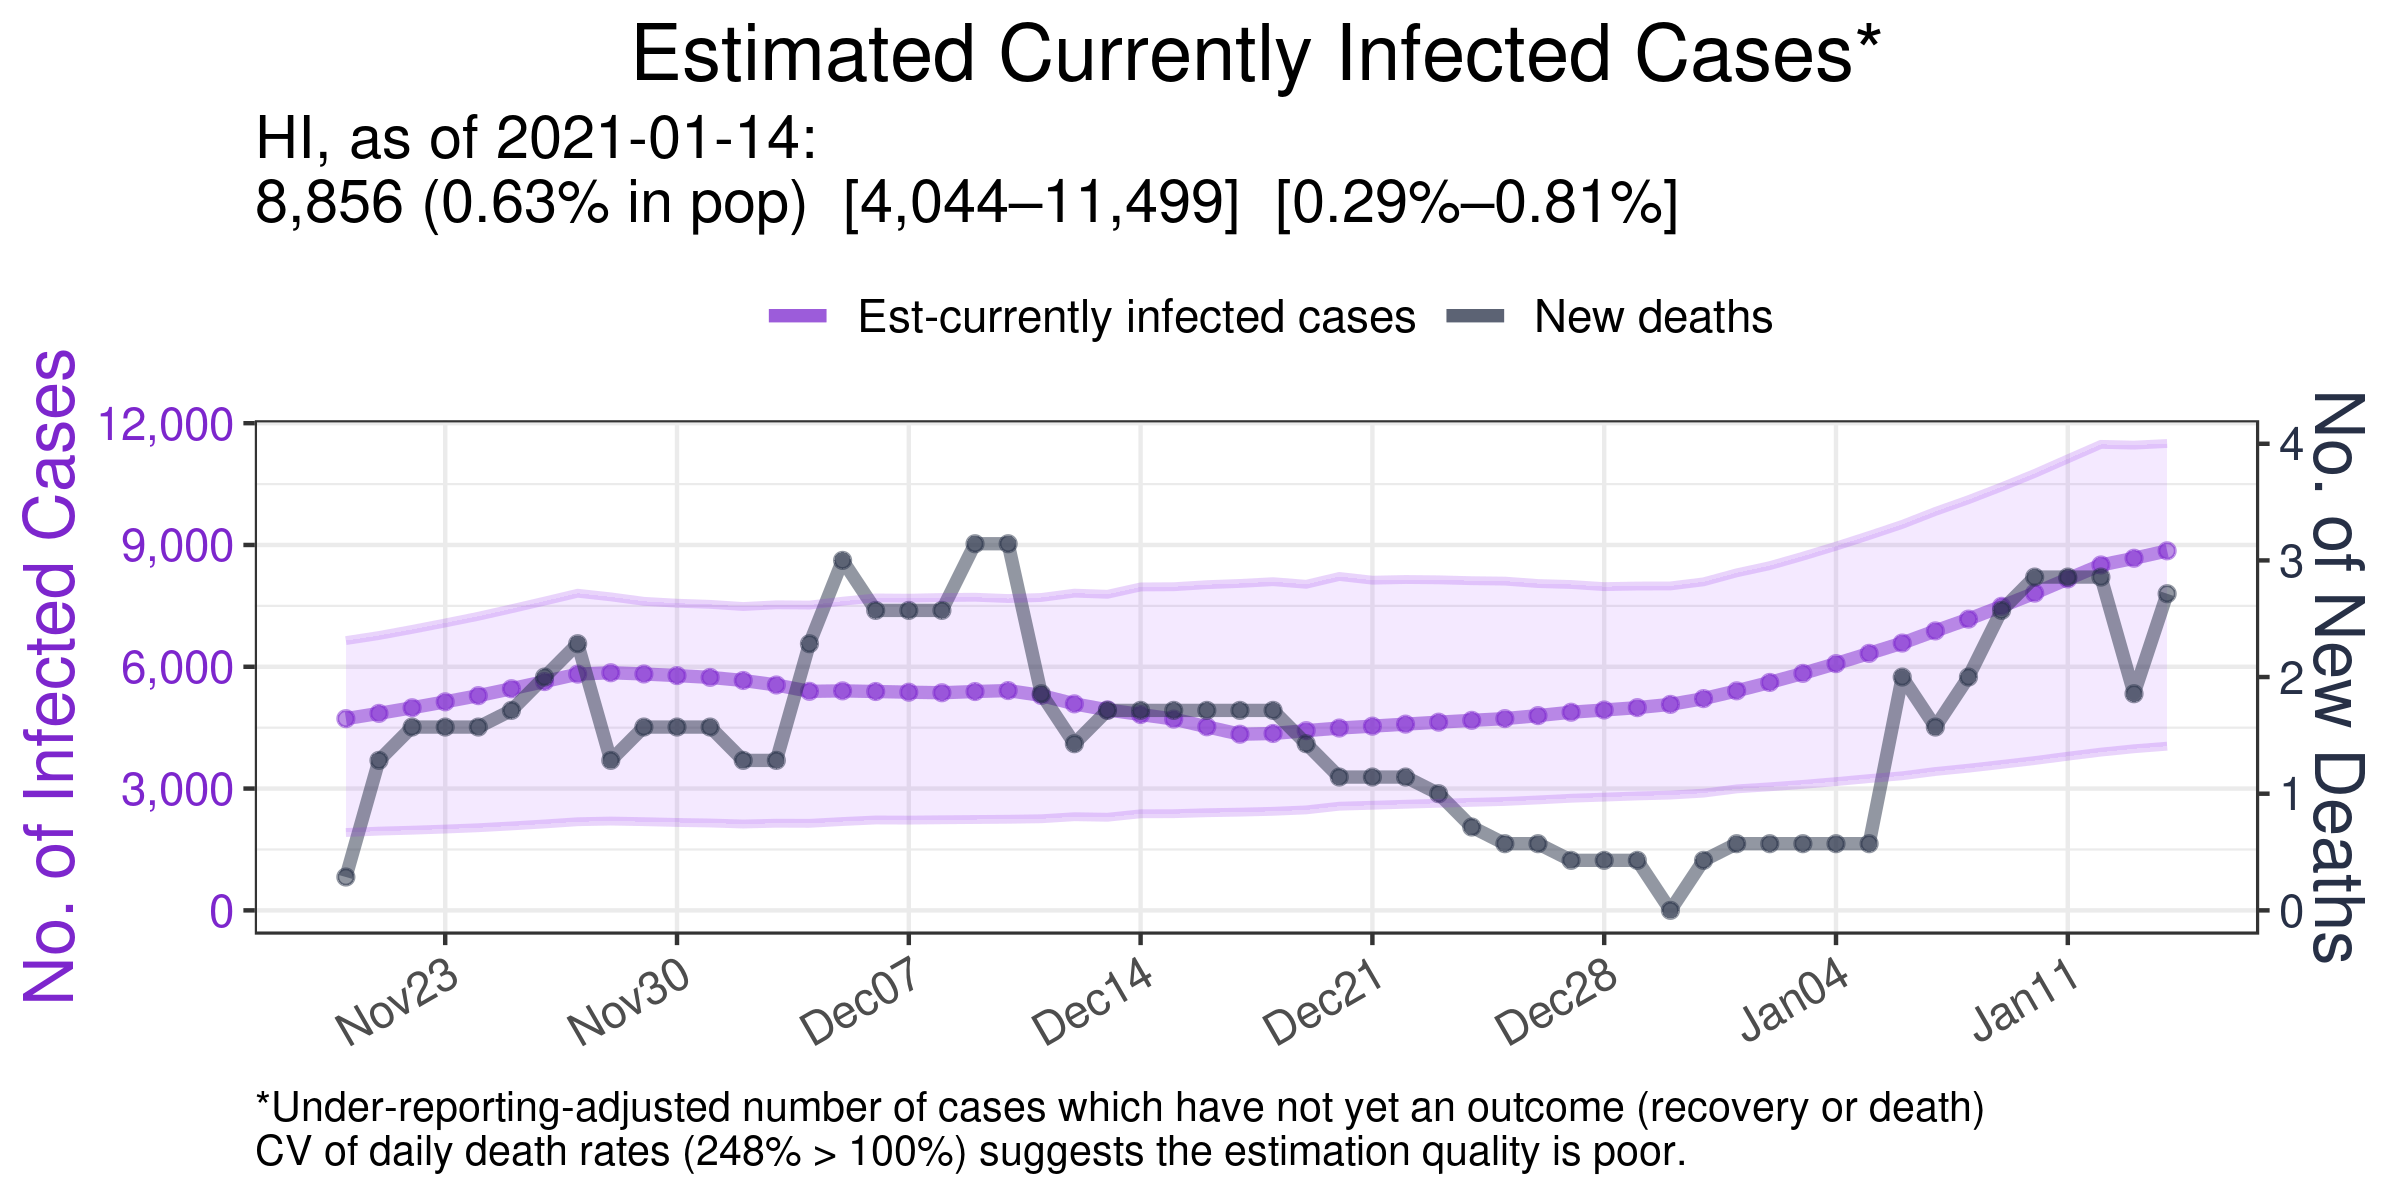 Estimated Currently Infected Cases*
HI, as of 2021-01-14:
8,856 (0.63% in pop)  [4,044–11,499]  [0.29%–0.81%]
Est-currently infected cases
New deaths
No. of Infected Cases
12,000
9,000
6,000
3,000
0
4
3
2
1
0
No. of New Deaths
Nov23
Nov30
Dec07
Dec14
Dec21
Dec28
Jan04
Jan11
*Under-reporting-adjusted number of cases which have not yet an outcome (recovery or death)
CV of daily death rates (248% > 100%) suggests the estimation quality is poor.